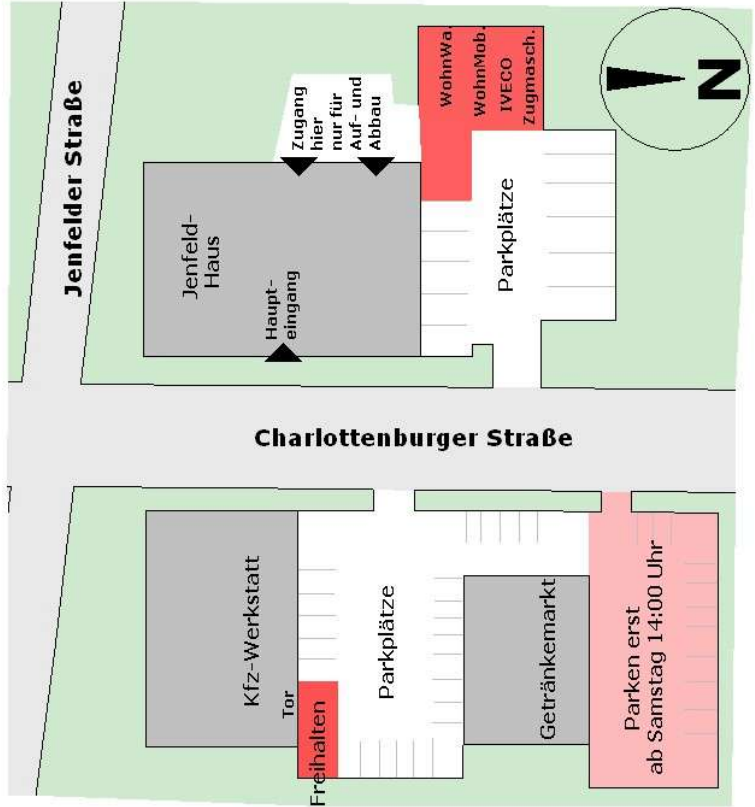 Jenfelder Straße
Zugang
hier
nur für
Auf- und
Abbau
WohnWa.
WohnMob.
IVECO
Zugmasch.
N
Jenfeld-
Haus
Haupt-
eingang
Parkplätze
Charlottenburger Straße
Kfz-Werkstatt
Tor
Freihalten
Parkplätze
Getränkemarkt
Parken erst
ab Samstag 14:00 Uhr